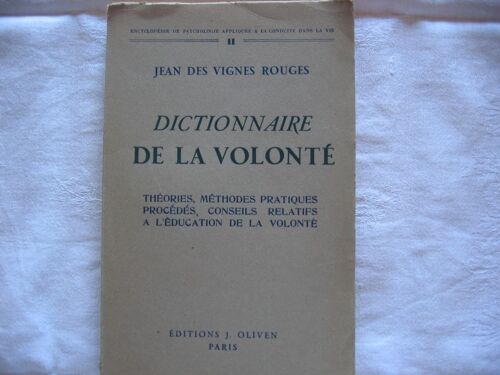 ENCYCLOPÉDIE DE PSYCHOLOGIE APPLIQUÉE A LA CONDUITE DANS LA VIE
II
JEAN DES VIGNES ROUGES
DICTIONNAIRE
DE LA VOLONTÉ
THÉORIES, MÉTHODES PRATIQUES
PROCÉDÉS, CONSEILS RELATIFS
A L'ÉDUCATION DE LA VOLONTÉ
ÉDITIONS J. OLIVEN
PARIS